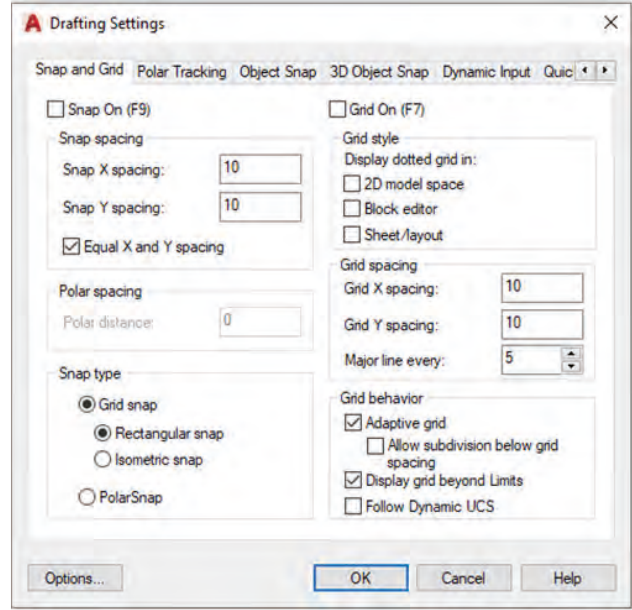 A Drafting Settings
Snap and Grid Polar Tracking Object Snap 3D Object Snap Dynamic Input Quic
Snap On (F9)
Snap spacing
Snap X spacing: 10
Snap Y spacing: 10
Equal X and Y spacing
Polar spacing
Polar distance: 0
Snap type
Grid snap
Rectangular snap
Isometric snap
PolarSnap
Grid On (F7)
Grid style
Display dotted grid in:
2D model space
Block editor
Sheet/layout
Grid spacing
Grid X spacing: 10
Grid Y spacing: 10
Major line every: 5
Grid behavior
Adaptive grid
Allow subdivision below grid
spacing
Display grid beyond Limits
Follow Dynamic UCS
Options... OK Cancel Help